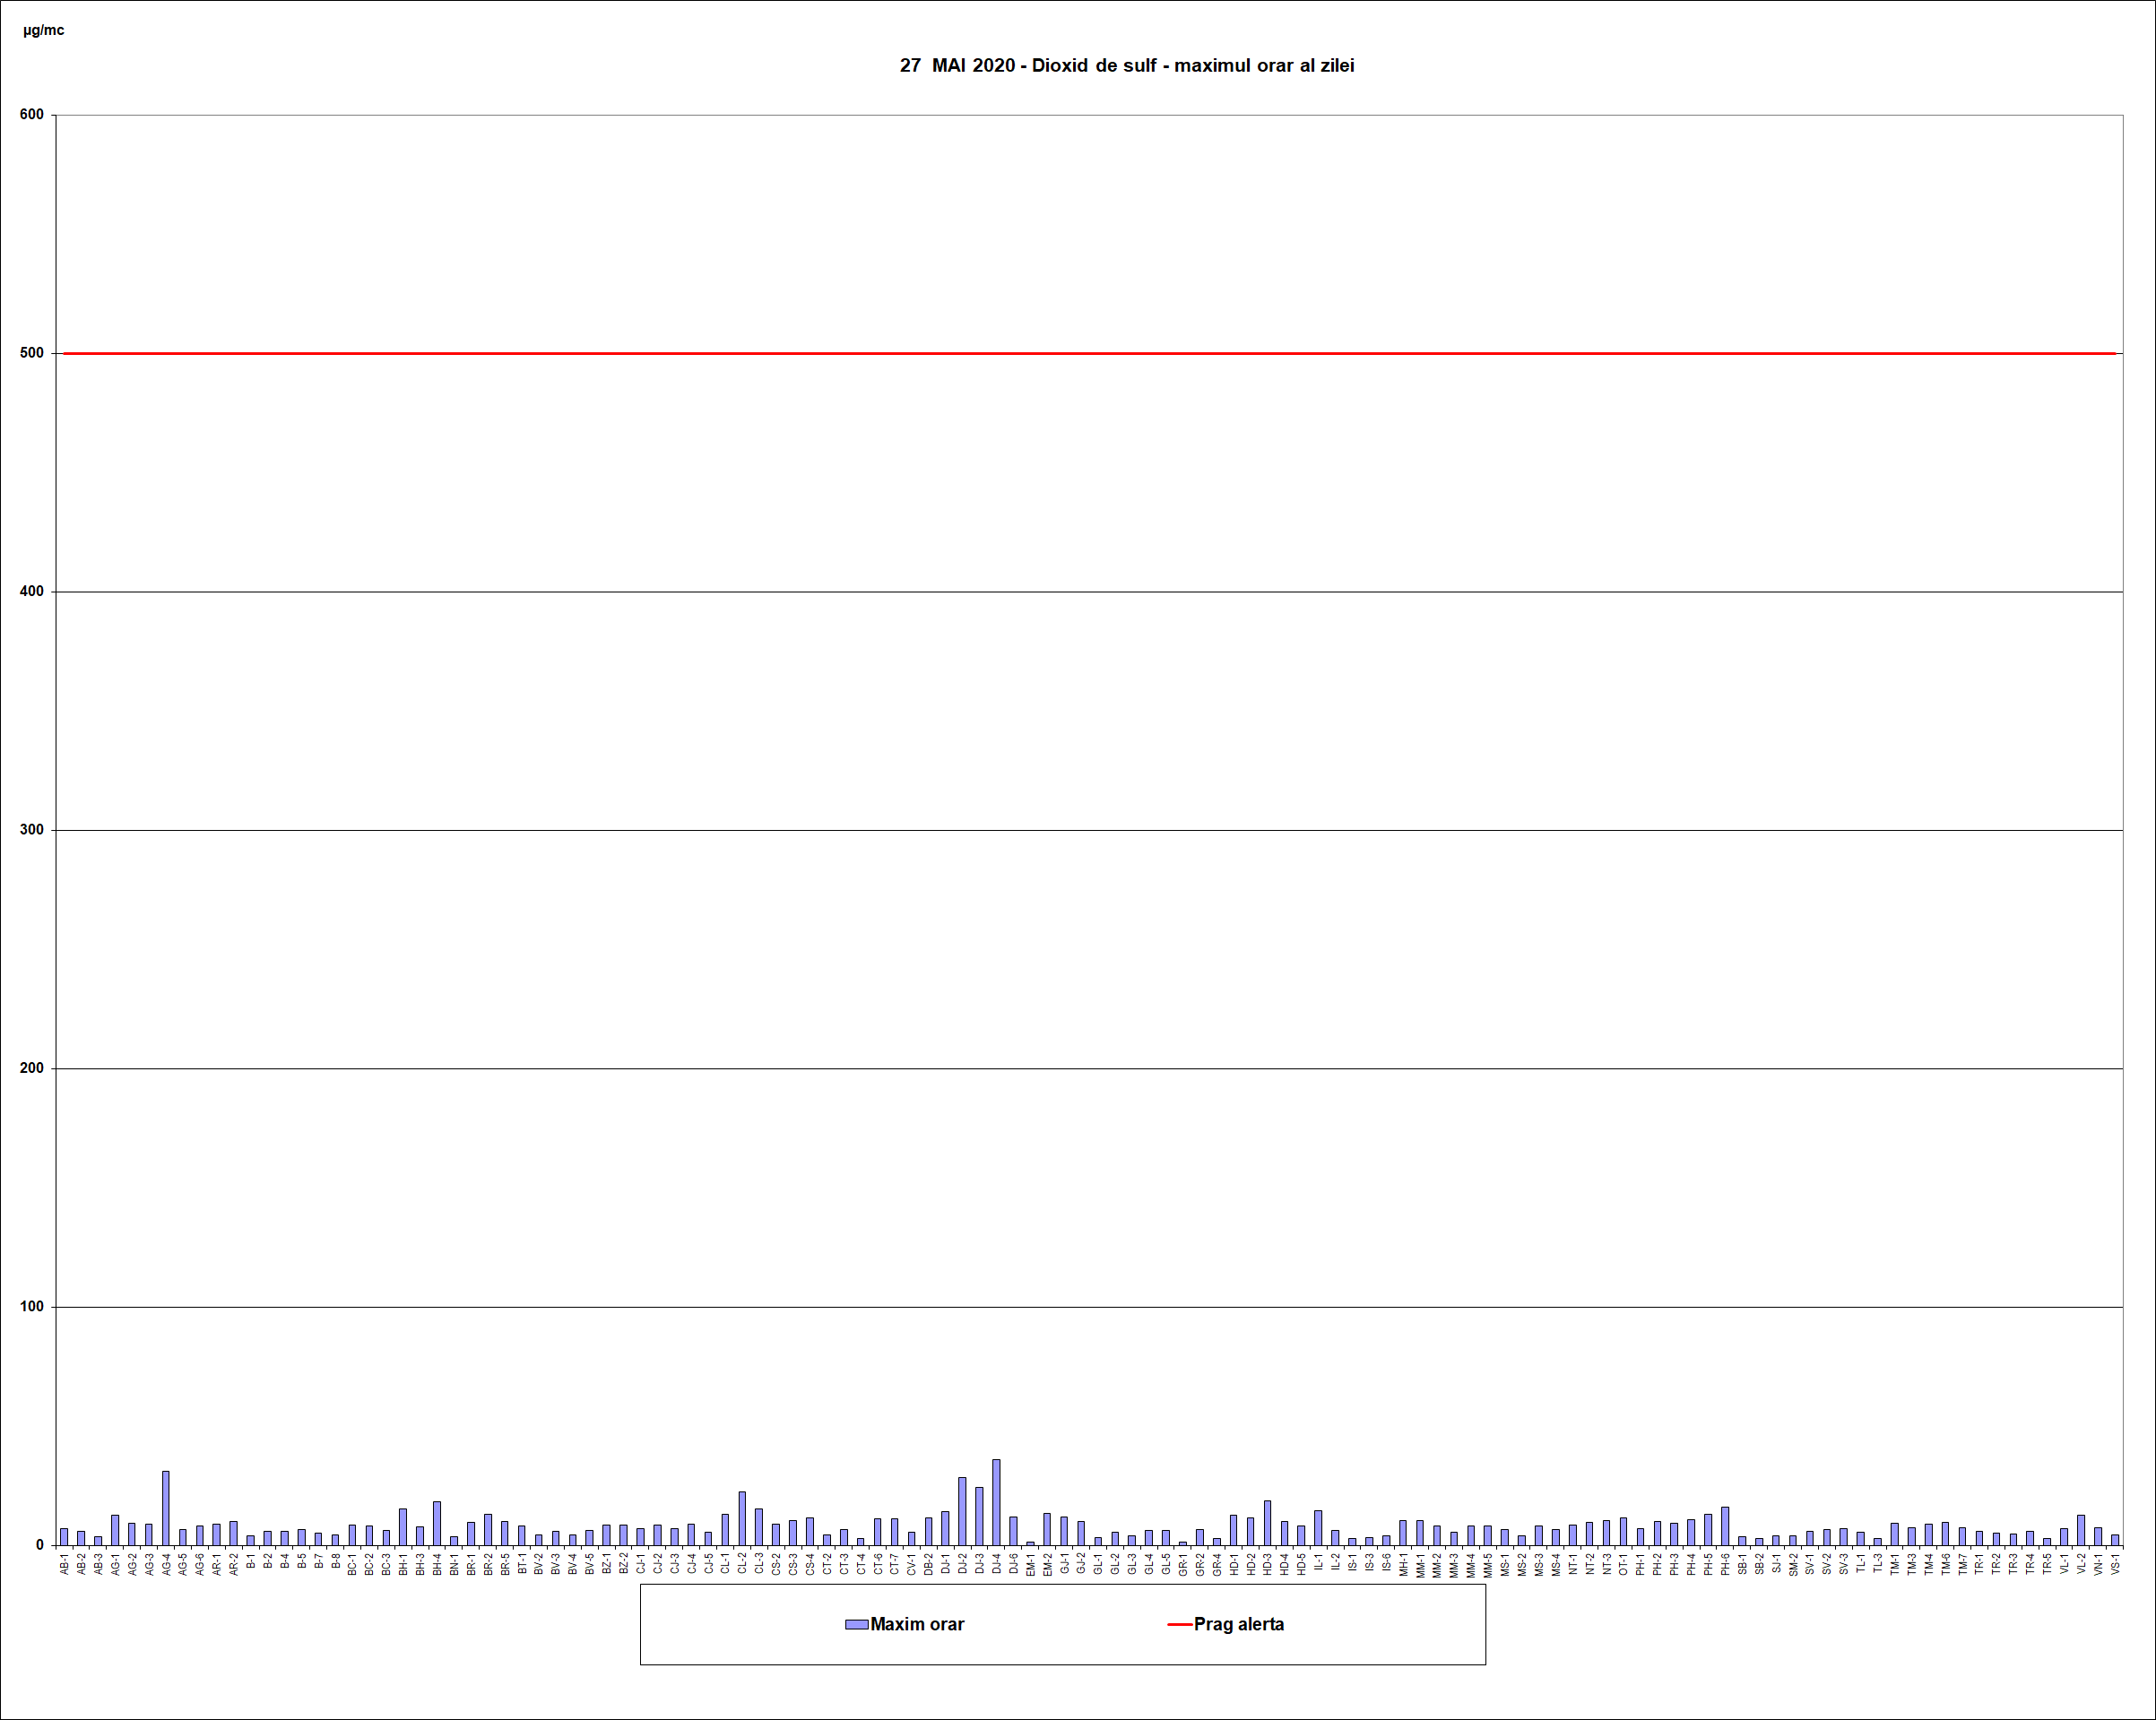 µg/mc
27 MAI 2020 - Dioxid de sulf - maximul orar al zilei
600
500
400
300
200
100
0
AB-1 AB-2 AB-3 AG-1 AG-2 AG-3 AG-4 AG-5 AG-6 AR-1 AR-2 B-1 B-2 B-4 B-5 B-7 B-8 BC-1 BC-2 BC-3 BH-1 BH-3 BH-4 BN-1 BR-1 BR-2 BR-5 BT-1 BV-2 BV-3 BV-4 BV-5 BZ-1 BZ-2 CJ-1 CJ-2 CJ-3 CJ-4 CJ-5 CL-1 CL-2 CL-3 CS-2 CS-3 CS-4 CT-2 CT-3 CT-4 CT-6 CT-7 CV-1 DB-2 DJ-1 DJ-2 DJ-3 DJ-4 DJ-6 EM-1 EM-2 GJ-1 GJ-2 GL-1 GL-2 GL-3 GL-4 GL-5 GR-1 GR-2 GR-4 HD-1 HD-2 HD-3 HD-4 HD-5 IL-1 IL-2 IS-1 IS-3 IS-6 MH-1 MM-1 MM-2 MM-3 MM-4 MM-5 MS-1 MS-2 MS-3 MS-4 NT-1 NT-2 NT-3 OT-1 PH-1 PH-2 PH-3 PH-4 PH-5 PH-6 SB-1 SB-2 SJ-1 SM-2 SV-1 SV-2 SV-3 TL-1 TL-3 TM-1 TM-3 TM-4 TM-6 TM-7 TR-1 TR-2 TR-3 TR-4 TR-5 VL-1 VL-2 VN-1 VS-1
Maxim orar Prag alerta